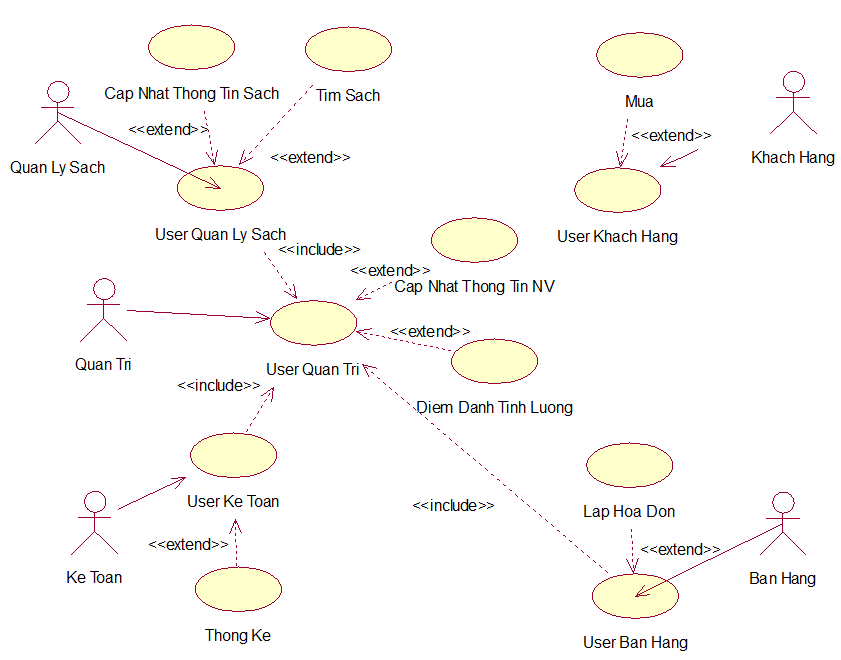 Cap Nhat Thong Tin Sach
Tim Sach
Mua
<<extend>>
<<extend>>
<<extend>>
Quan Ly Sach
Khach Hang
User Quan Ly Sach
User Khach Hang
<<include>>
<<extend>>
Cap Nhat Thong Tin NV
<<extend>>
Quan Tri
User Quan Tri
<<include>>
Diem Danh Tinh Luong
User Ke Toan
<<include>>
Lap Hoa Don
<<extend>>
<<extend>>
Ke Toan
Ban Hang
Thong Ke
User Ban Hang